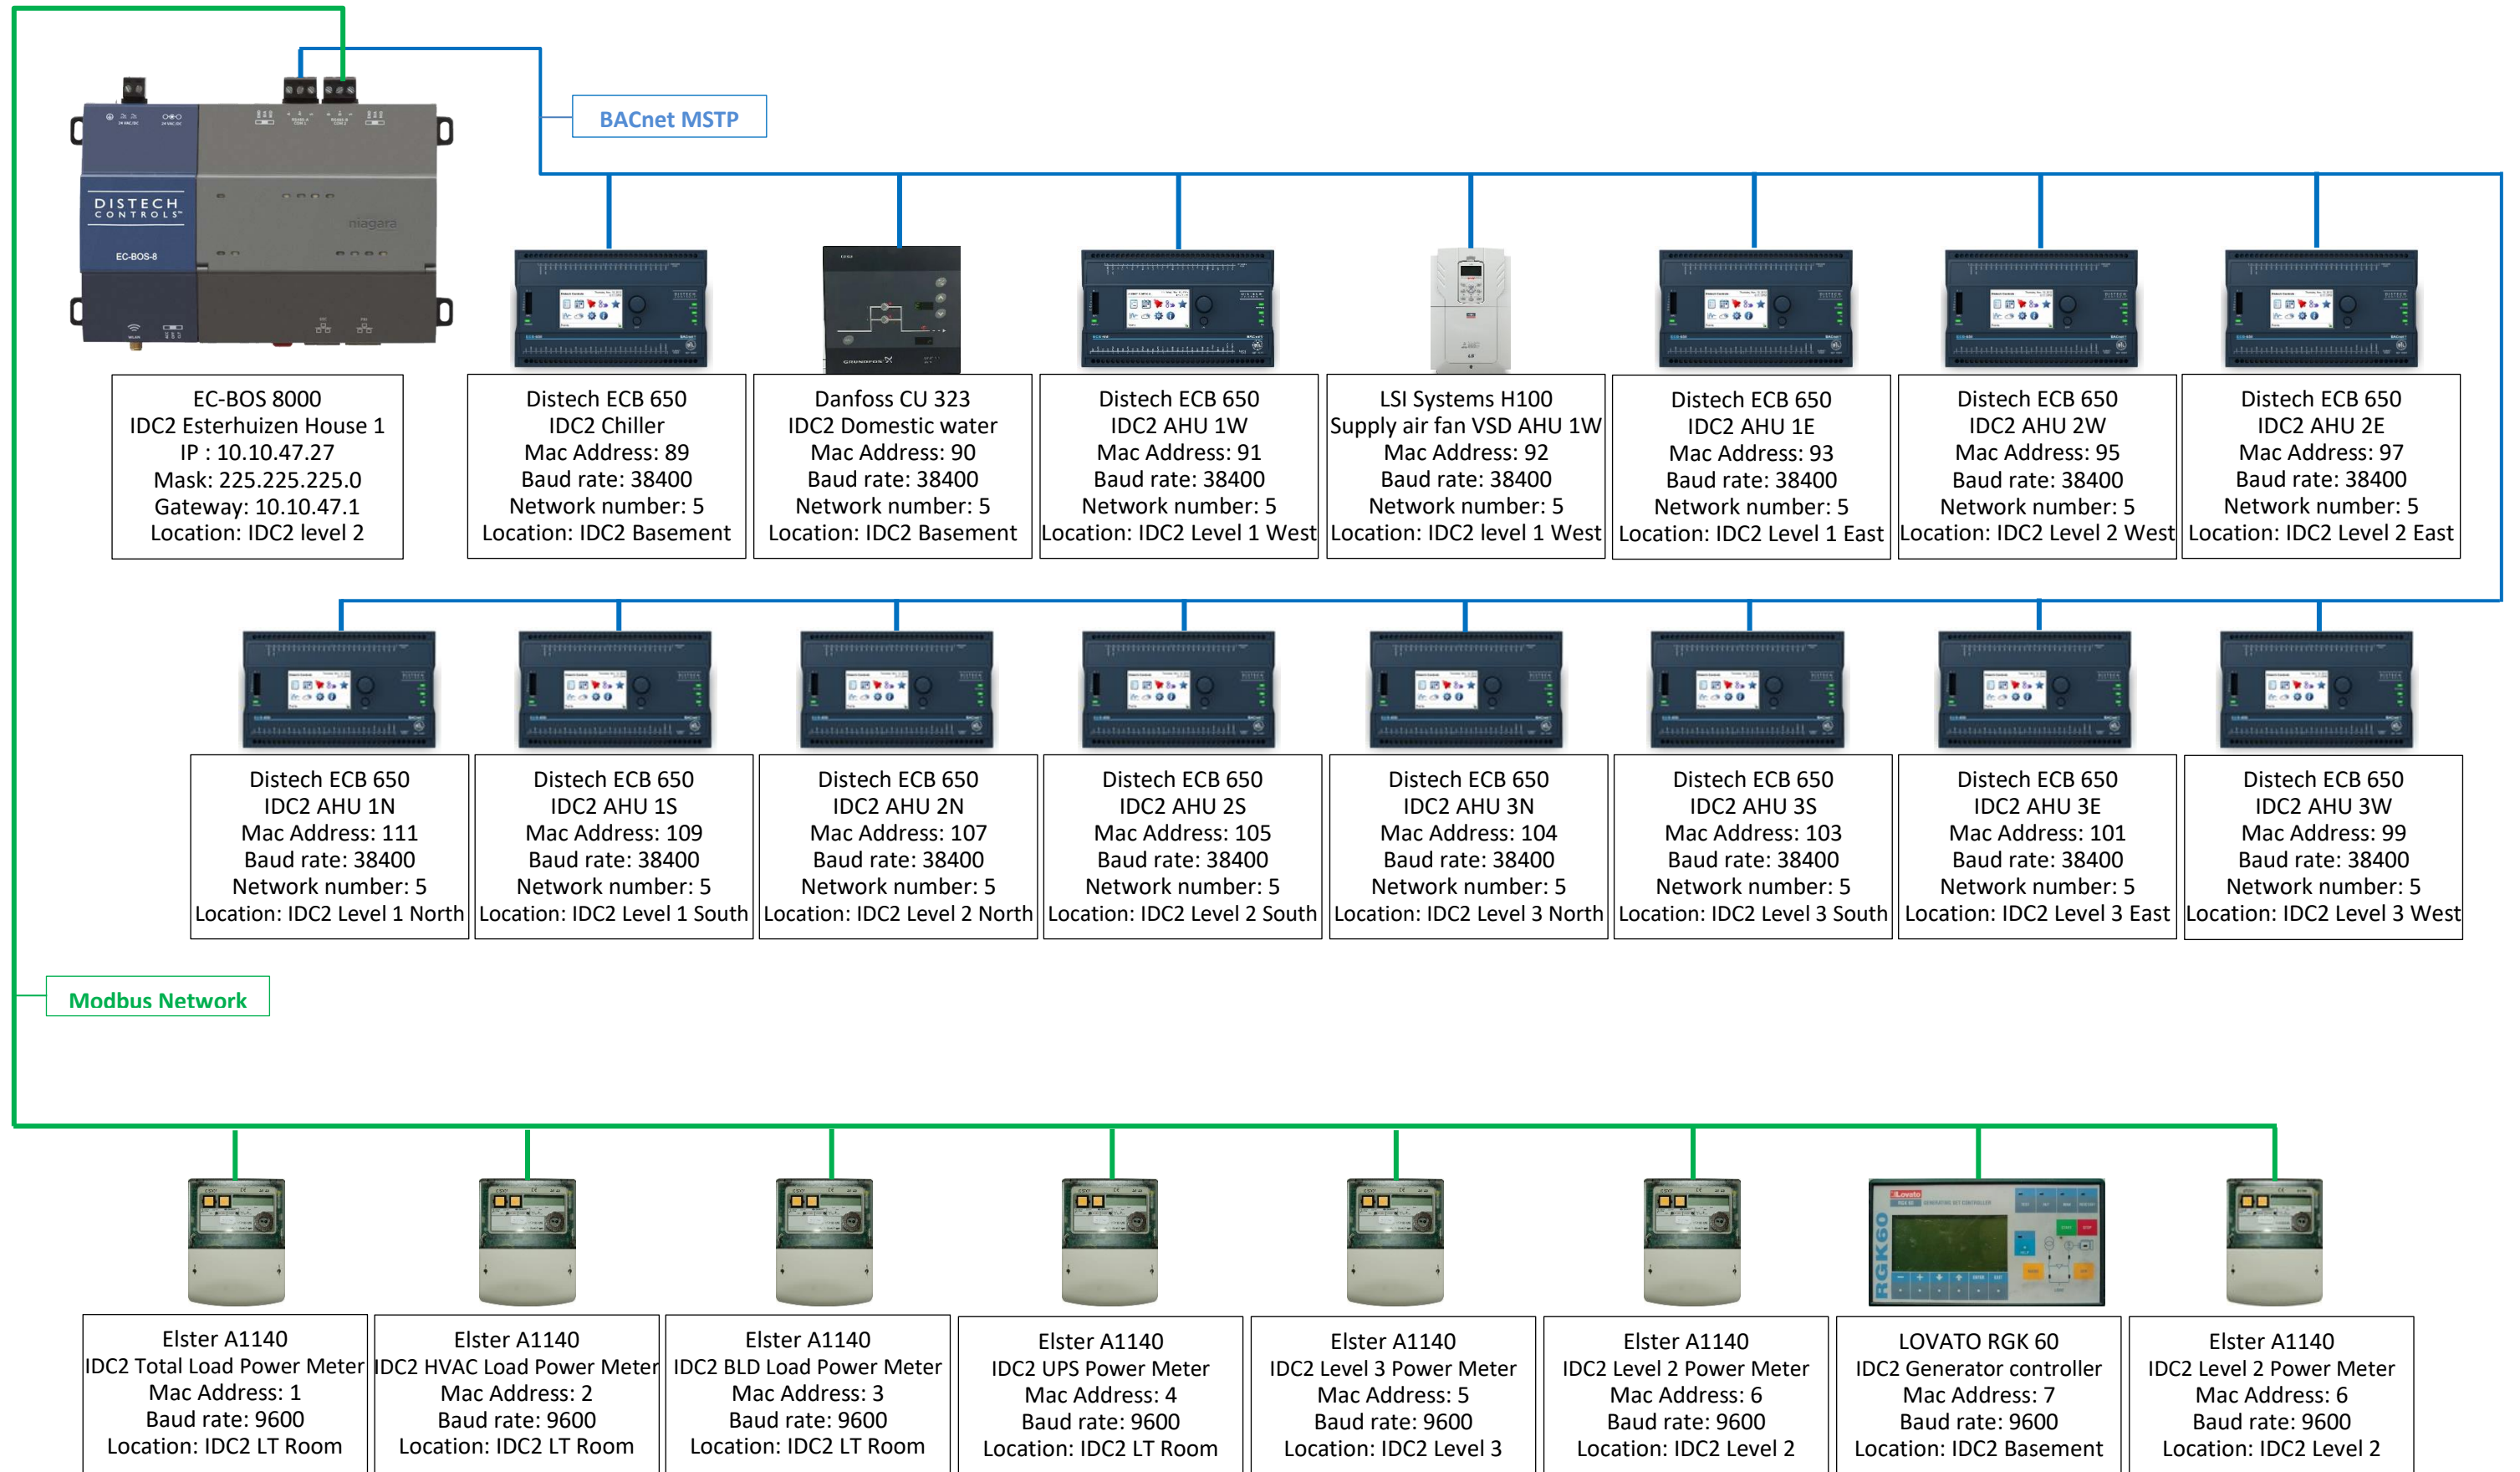 BACnet MSTP
DISTECH
CONTROLS™
niagara
EC-BOS-8
EC-BOS 8000
IDC2 Esterhuizen House 1
IP : 10.10.47.27
Mask: 225.225.225.0
Gateway: 10.10.47.1
Location: IDC2 level 2
Distech ECB 650
IDC2 Chiller
Mac Address: 89
Baud rate: 38400
Network number: 5
Location: IDC2 Basement
GRUNDFOS
Danfoss CU 323
IDC2 Domestic water
Mac Address: 90
Baud rate: 38400
Network number: 5
Location: IDC2 Basement
Distech ECB 650
IDC2 AHU 1W
Mac Address: 91
Baud rate: 38400
Network number: 5
Location: IDC2 Level 1 West
LSI Systems H100
Supply air fan VSD AHU 1W
Mac Address: 92
Baud rate: 38400
Network number: 5
Location: IDC2 level 1 West
Distech ECB 650
IDC2 AHU 1E
Mac Address: 93
Baud rate: 38400
Network number: 5
Location: IDC2 Level 1 East
Distech ECB 650
IDC2 AHU 2W
Mac Address: 95
Baud rate: 38400
Network number: 5
Location: IDC2 Level 2 West
Distech ECB 650
IDC2 AHU 2E
Mac Address: 97
Baud rate: 38400
Network number: 5
Location: IDC2 Level 2 East
Distech ECB 650
IDC2 AHU 1N
Mac Address: 111
Baud rate: 38400
Network number: 5
Location: IDC2 Level 1 North
Distech ECB 650
IDC2 AHU 1S
Mac Address: 109
Baud rate: 38400
Network number: 5
Location: IDC2 Level 1 South
Distech ECB 650
IDC2 AHU 2N
Mac Address: 107
Baud rate: 38400
Network number: 5
Location: IDC2 Level 2 North
Distech ECB 650
IDC2 AHU 2S
Mac Address: 105
Baud rate: 38400
Network number: 5
Location: IDC2 Level 2 South
Distech ECB 650
IDC2 AHU 3N
Mac Address: 104
Baud rate: 38400
Network number: 5
Location: IDC2 Level 3 North
Distech ECB 650
IDC2 AHU 3S
Mac Address: 103
Baud rate: 38400
Network number: 5
Location: IDC2 Level 3 South
Distech ECB 650
IDC2 AHU 3E
Mac Address: 101
Baud rate: 38400
Network number: 5
Location: IDC2 Level 3 East
Distech ECB 650
IDC2 AHU 3W
Mac Address: 99
Baud rate: 38400
Network number: 5
Location: IDC2 Level 3 West
Modbus Network
Elster A1140
IDC2 Total Load Power Meter
Mac Address: 1
Baud rate: 9600
Location: IDC2 LT Room
Elster A1140
IDC2 HVAC Load Power Meter
Mac Address: 2
Baud rate: 9600
Location: IDC2 LT Room
Elster A1140
IDC2 BLD Load Power Meter
Mac Address: 3
Baud rate: 9600
Location: IDC2 LT Room
Elster A1140
IDC2 UPS Power Meter
Mac Address: 4
Baud rate: 9600
Location: IDC2 LT Room
Elster A1140
IDC2 Level 3 Power Meter
Mac Address: 5
Baud rate: 9600
Location: IDC2 Level 3
Elster A1140
IDC2 Level 2 Power Meter
Mac Address: 6
Baud rate: 9600
Location: IDC2 Level 2
Lovato
RGK 60 GENERATING SET CONTROLLER
RGK60
START STOP
ENTER EXIT
LOVATO RGK 60
IDC2 Generator controller
Mac Address: 7
Baud rate: 9600
Location: IDC2 Basement
Elster A1140
IDC2 Level 2 Power Meter
Mac Address: 6
Baud rate: 9600
Location: IDC2 Level 2